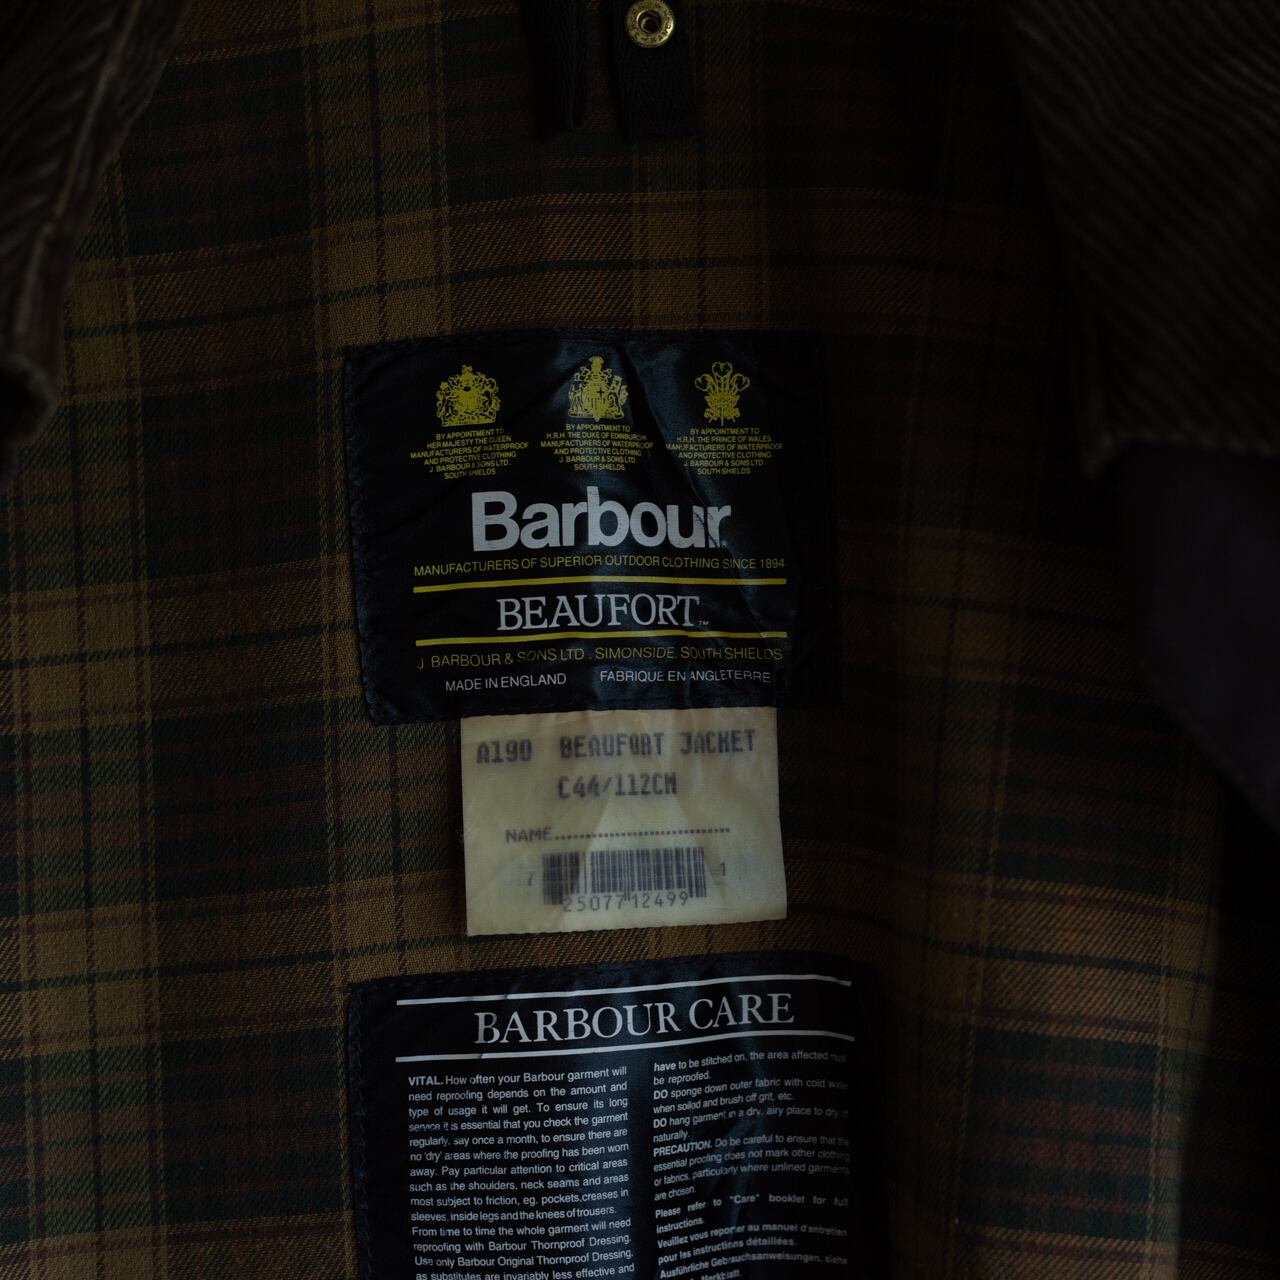 BY APPOINTMENT TO
HER MAJESTY THE QUEEN
MANUFACTURERS OF WATERPROOF
AND PROTECTIVE CLOTHING
J. BARBOUR & SONS LTD.
SOUTH SHIELDS
BY APPOINTMENT TO
H.R.H. THE DUKE OF EDINBURGH
MANUFACTURERS OF WATERPROOF
AND PROTECTIVE CLOTHING
J. BARBOUR & SONS LTD
SOUTH SHIELDS
BY APPOINTMENT TO
H.R.H. THE PRINCE OF WALES
MANUFACTURERS OF WATERPROOF
AND PROTECTIVE CLOTHING
J. BARBOUR & SONS LTD
SOUTH SHIELDS
Barbour
MANUFACTURERS OF SUPERIOR OUTDOOR CLOTHING SINCE 1894
BEAUFORT™
J BARBOUR & SONS LTD . SIMONSIDE. SOUTH SHIELDS
MADE IN ENGLAND FABRIQUE EN ANGLETERRE
A190 BEAUFORT JACKET
C44/112CM
NAME..............................
7 25077 12499 1
BARBOUR CARE
VITAL. How often your Barbour garment will
need reproofing depends on the amount and
type of usage it will get. To ensure its long
service it is essential that you check the garment
regularly, say once a month, to ensure there are
no 'dry' areas where the proofing has been worn
away. Pay particular attention to critical areas
such as the shoulders, neck seams and areas
most subject to friction, eg. pockets,creases in
sleeves, inside legs and the knees of trousers.
From time to time the whole garment will need
reproofing with Barbour Thornproof Dressing.
Use only Barbour Original Thornproof Dressing,
as substitutes are invariably less effective and
have to be stitched on, the area affected must
be reproofed.
DO sponge down outer fabric with cold water
when soiled and brush off grit, etc.
DO hang garment in a dry, airy place to dry
naturally.
PRECAUTION. Do be careful to ensure that the
essential proofing does not mark other clothing
or fabrics, particularly where unlined garments
are chosen.
Please refer to "Care" booklet for full
instructions.
Veuillez vous reporter au manuel d'entretien
pour les instructions détaillées.
Ausführliche Gebrauchsanweisungen, siehe
Merkblatt